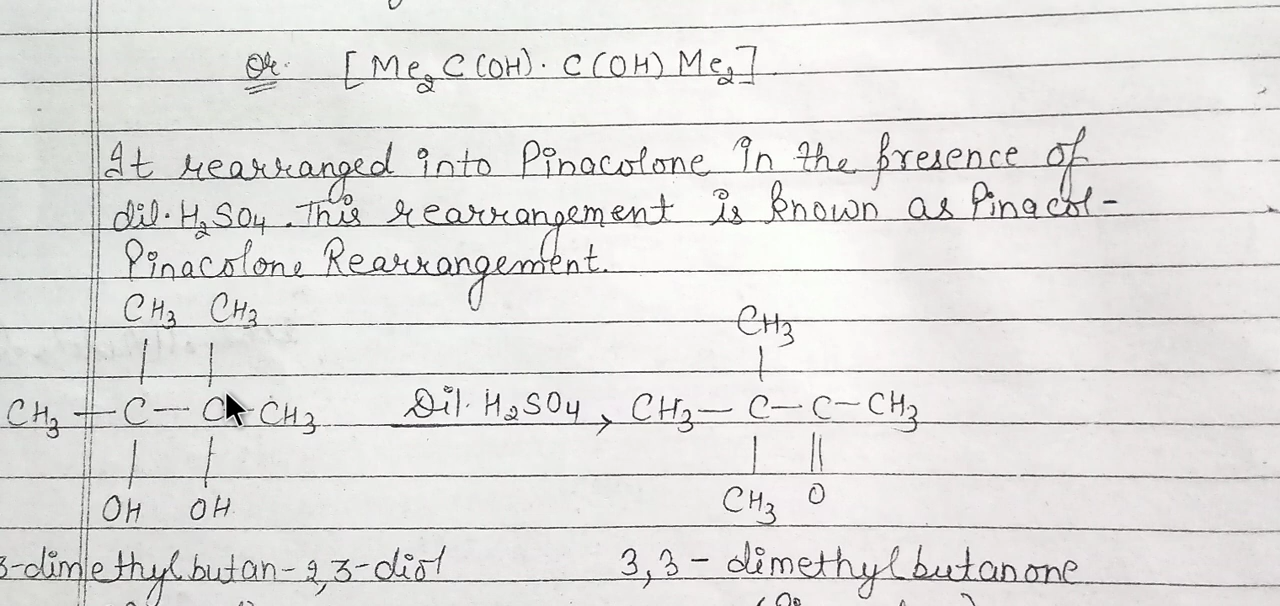 Or. [Me₂C(OH)·C(OH)Me₂]
It rearranged into Pinacolone in the presence of
dil·H₂SO₄. This rearrangement is known as Pinacol-
Pinacolone Rearrangement.
CH₃ CH₃ CH₃
CH₃—C—C—CH₃ Dil·H₂SO₄ CH₃—C—C—CH₃
OH OH CH₃ O
3-dimethylbutan-2,3-diol 3,3-dimethylbutanone